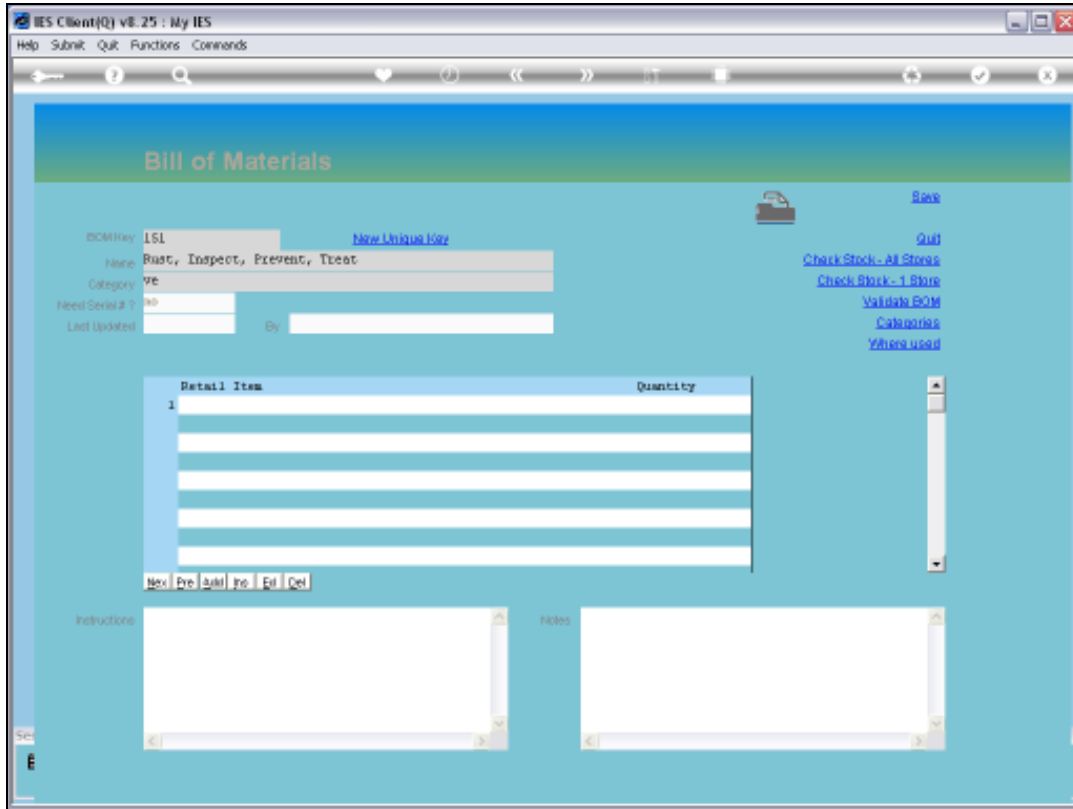 IES Client(Q) v8.25 : My IES
Help Submit Quit Functions Commands
Bill of Materials
Save
BOM Key 151 New Unique Key Quit
Name Rust, Inspect, Prevent, Treat Check Stock - All Stores
Category ve Check Stock - 1 Store
Need Serial # ? no Validate BOM
Last Updated By Categories
Where used
Retail Item Quantity
1
Nex Pre Add Ins Ed Del
Instructions Notes